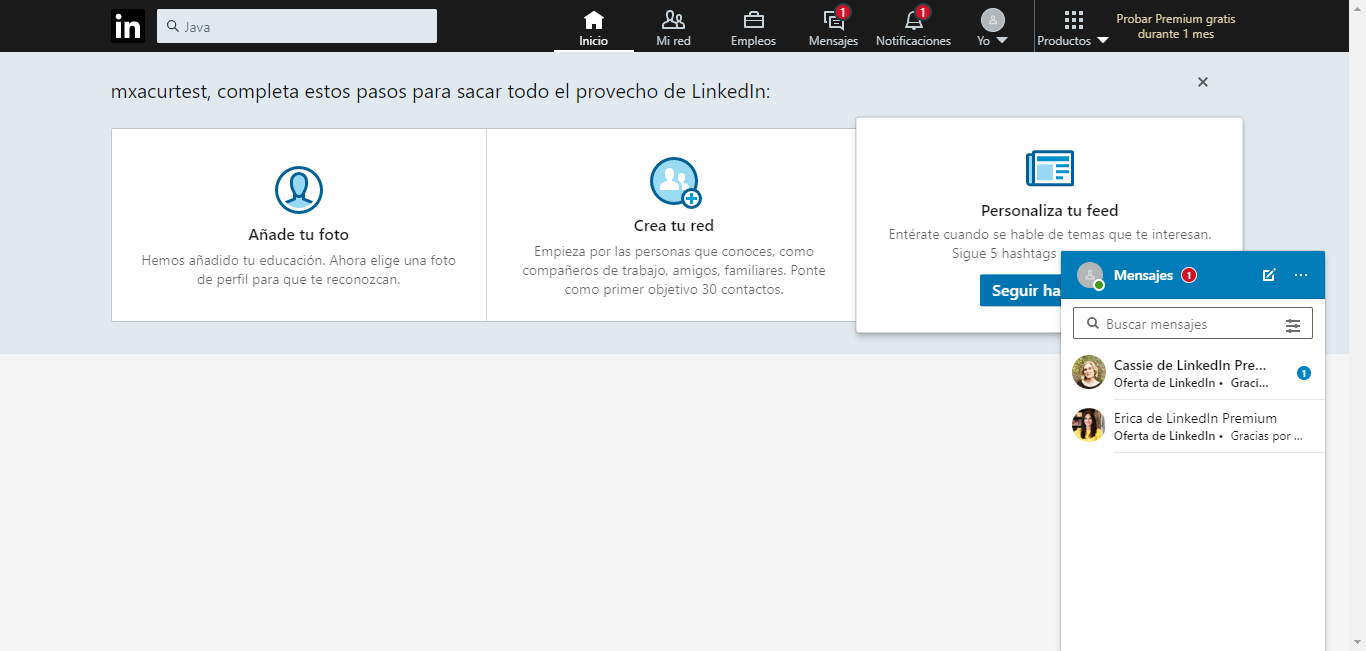 in
Java
Inicio
Mi red
Empleos
1
Mensajes
1
Notificaciones
Yo
Productos
Probar Premium gratis
durante 1 mes
mxacurtest, completa estos pasos para sacar todo el provecho de LinkedIn:
Añade tu foto
Hemos añadido tu educación. Ahora elige una foto
de perfil para que te reconozcan.
Crea tu red
Empieza por las personas que conoces, como
compañeros de trabajo, amigos, familiares. Ponte
como primer objetivo 30 contactos.
Personaliza tu feed
Entérate cuando se hable de temas que te interesan.
Sigue 5 hashtags
Seguir ha
Mensajes 1
Buscar mensajes
Cassie de LinkedIn Pre...
Oferta de LinkedIn • Graci...
1
Erica de LinkedIn Premium
Oferta de LinkedIn • Gracias por ...